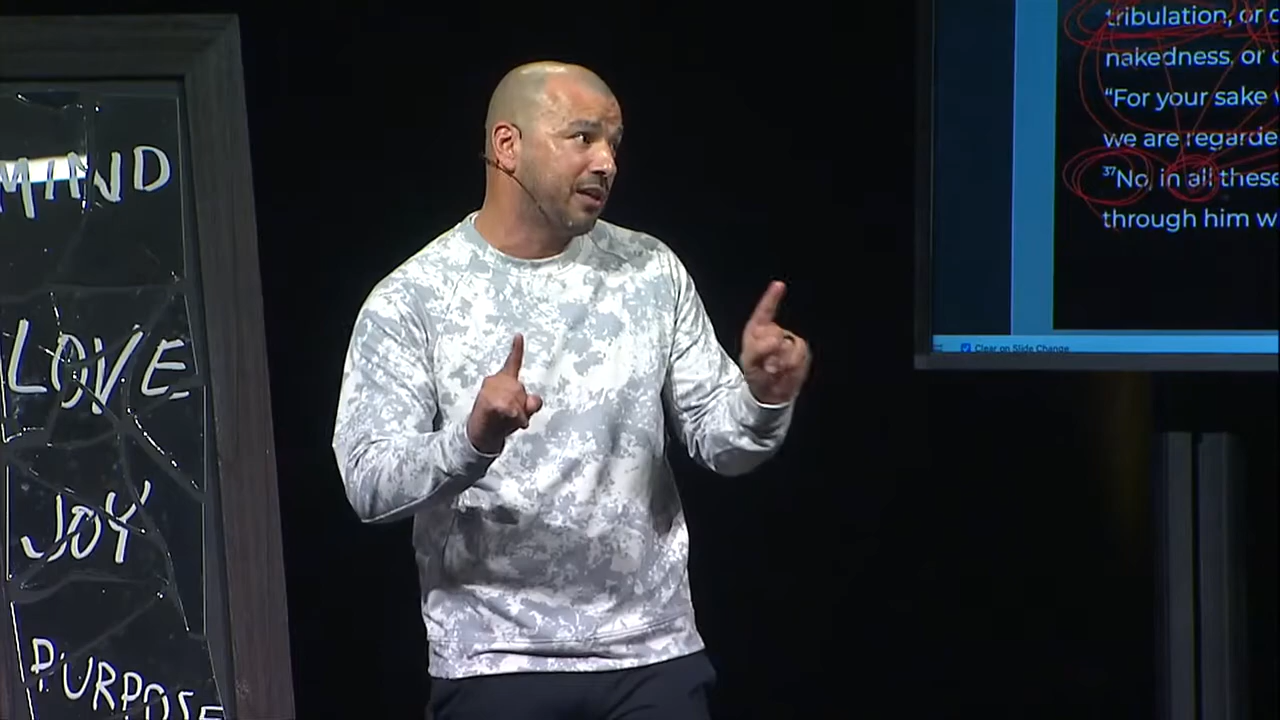 MIND
LOVE
JOY
PURPOSE
tribulation, or
nakedness, or
“For your sake
we are regarde
³⁷No, in all these
through him w
Clear on Slide Change